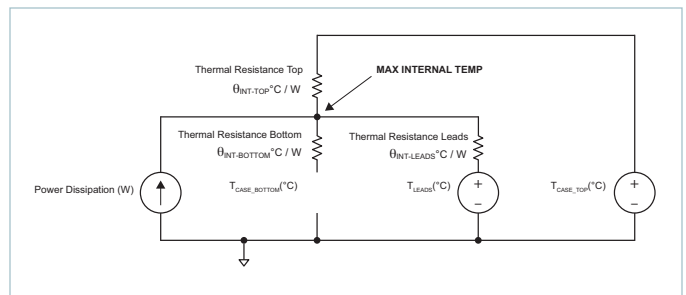 Thermal Resistance Top
θINT-TOP°C / W
MAX INTERNAL TEMP
Thermal Resistance Bottom
θINT-BOTTOM°C / W
Thermal Resistance Leads
θINT-LEADS°C / W
Power Dissipation (W)
TCASE_BOTTOM(°C)
TLEADS(°C)
TCASE_TOP(°C)
+
–
+
–